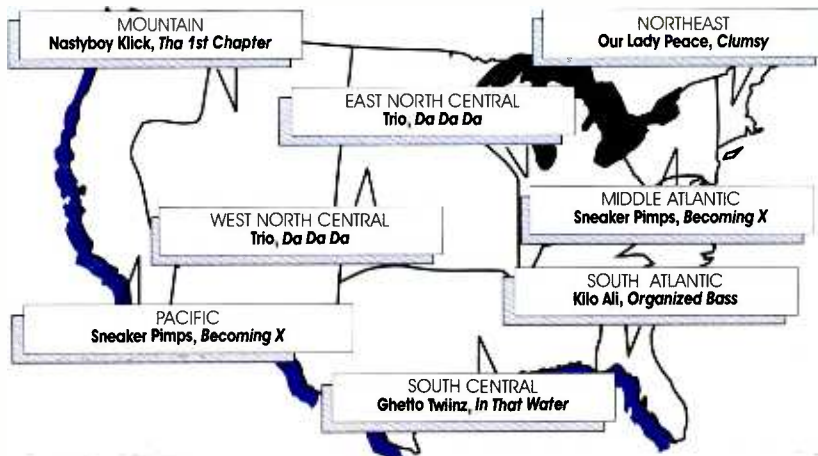 MOUNTAIN
Nastyboy Klick, Tha 1st Chapter
NORTHEAST
Our Lady Peace, Clumsy
EAST NORTH CENTRAL
Trio, Da Da Da
WEST NORTH CENTRAL
Trio, Da Da Da
MIDDLE ATLANTIC
Sneaker Pimps, Becoming X
SOUTH ATLANTIC
Kilo Ali, Organized Bass
PACIFIC
Sneaker Pimps, Becoming X
SOUTH CENTRAL
Ghetto Twiinz, In That Water